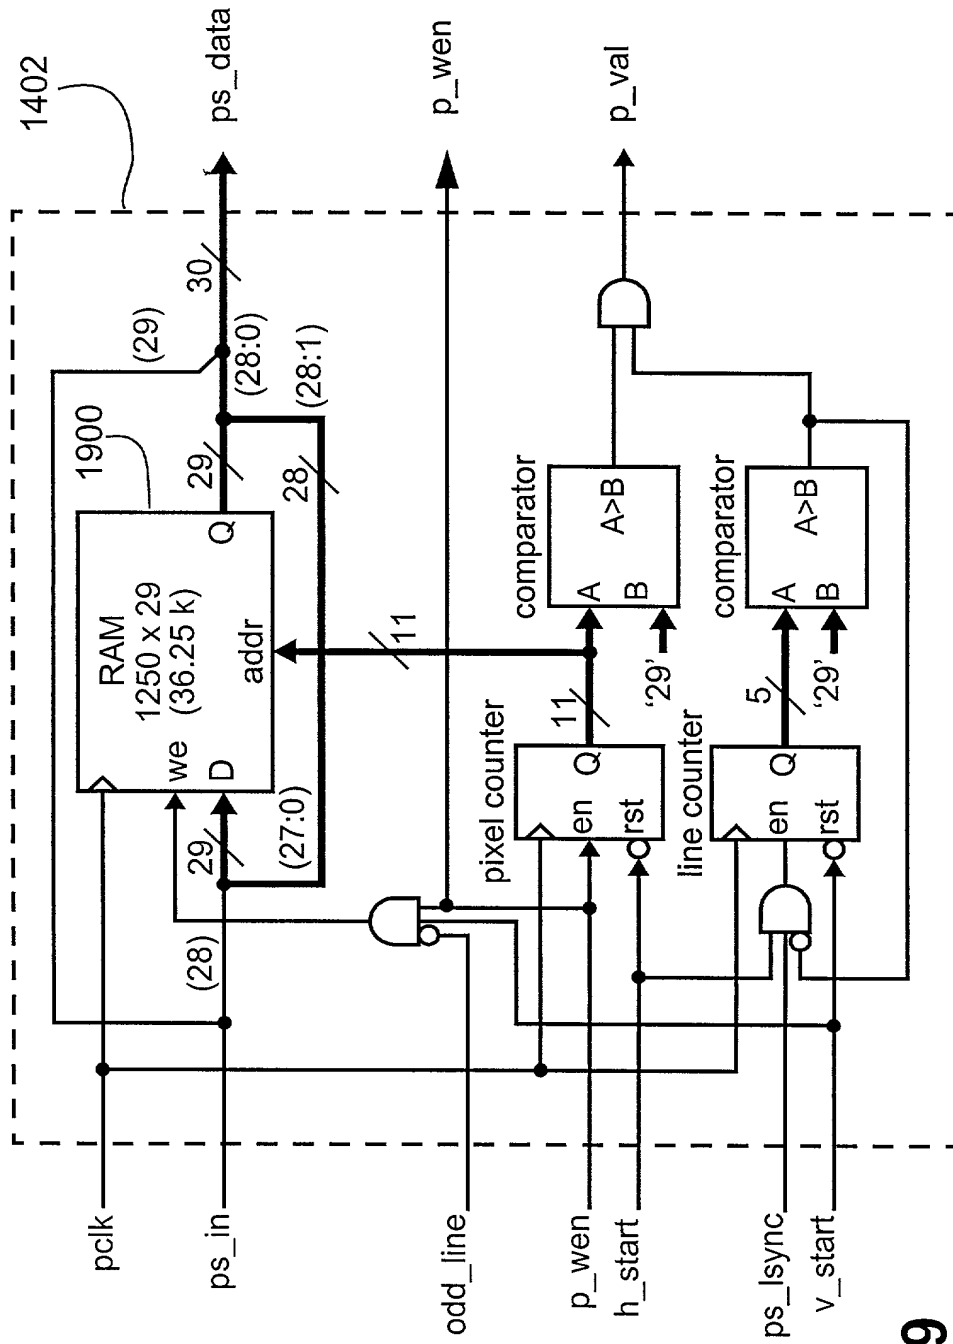 1402
ps_data
p_wen
p_val
30
(29)
(28:0)
(28:1)
1900
29
28
Q
RAM
1250 x 29
(36.25 k)
addr
we
D
29
(27:0)
(28)
11
comparator
A
B
A>B
'29'
comparator
A
B
A>B
'29'
pixel counter
11
Q
en
rst
line counter
5
Q
en
rst
pclk
ps_in
odd_line
p_wen
h_start
ps_lsync
v_start